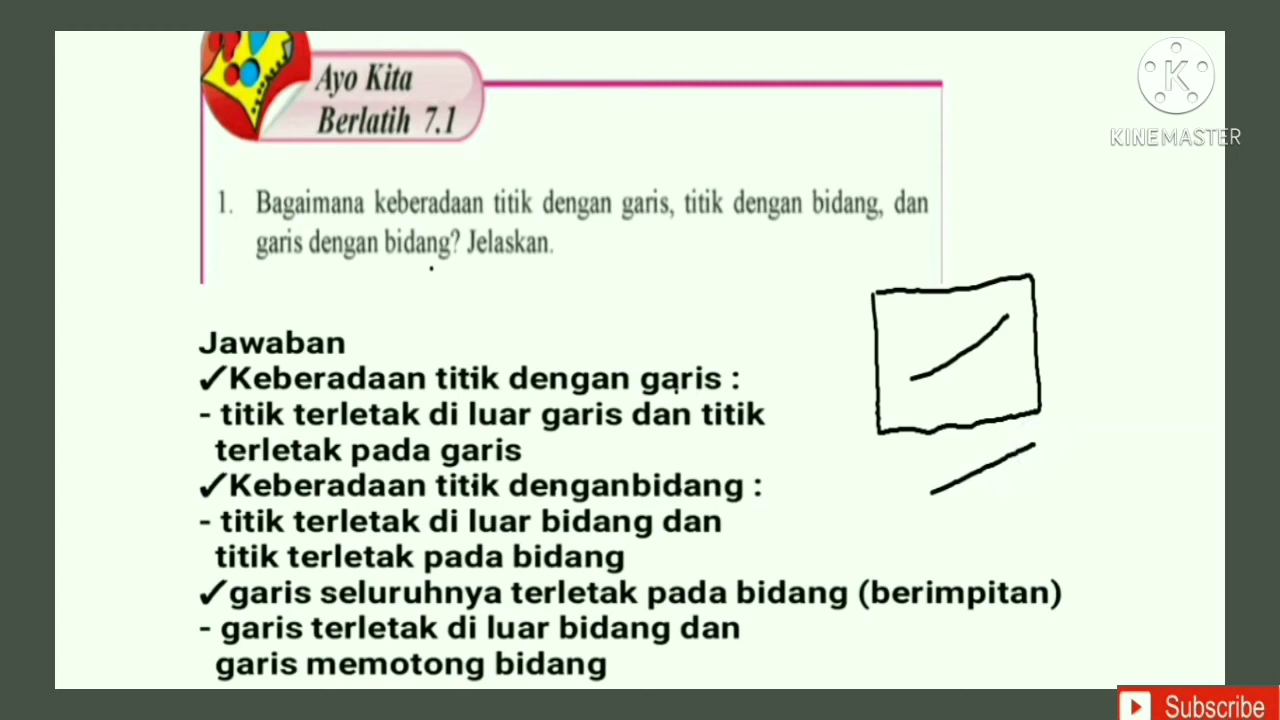 Ayo Kita
Berlatih 7.1
K
KINEMASTER
1. Bagaimana keberadaan titik dengan garis, titik dengan bidang, dan
garis dengan bidang? Jelaskan.
Jawaban
✓Keberadaan titik dengan garis :
- titik terletak di luar garis dan titik
terletak pada garis
✓Keberadaan titik denganbidang :
- titik terletak di luar bidang dan
titik terletak pada bidang
✓garis seluruhnya terletak pada bidang (berimpitan)
- garis terletak di luar bidang dan
garis memotong bidang
Subscribe